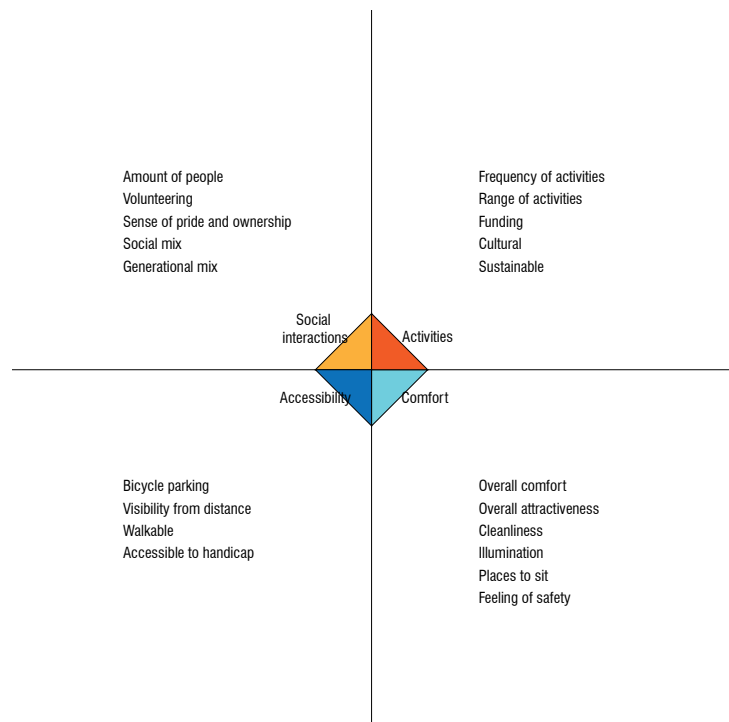 Amount of people
Volunteering
Sense of pride and ownership
Social mix
Generational mix
Frequency of activities
Range of activities
Funding
Cultural
Sustainable
Social
interactions
Activities
Accessibility
Comfort
Bicycle parking
Visibility from distance
Walkable
Accessible to handicap
Overall comfort
Overall attractiveness
Cleanliness
Illumination
Places to sit
Feeling of safety